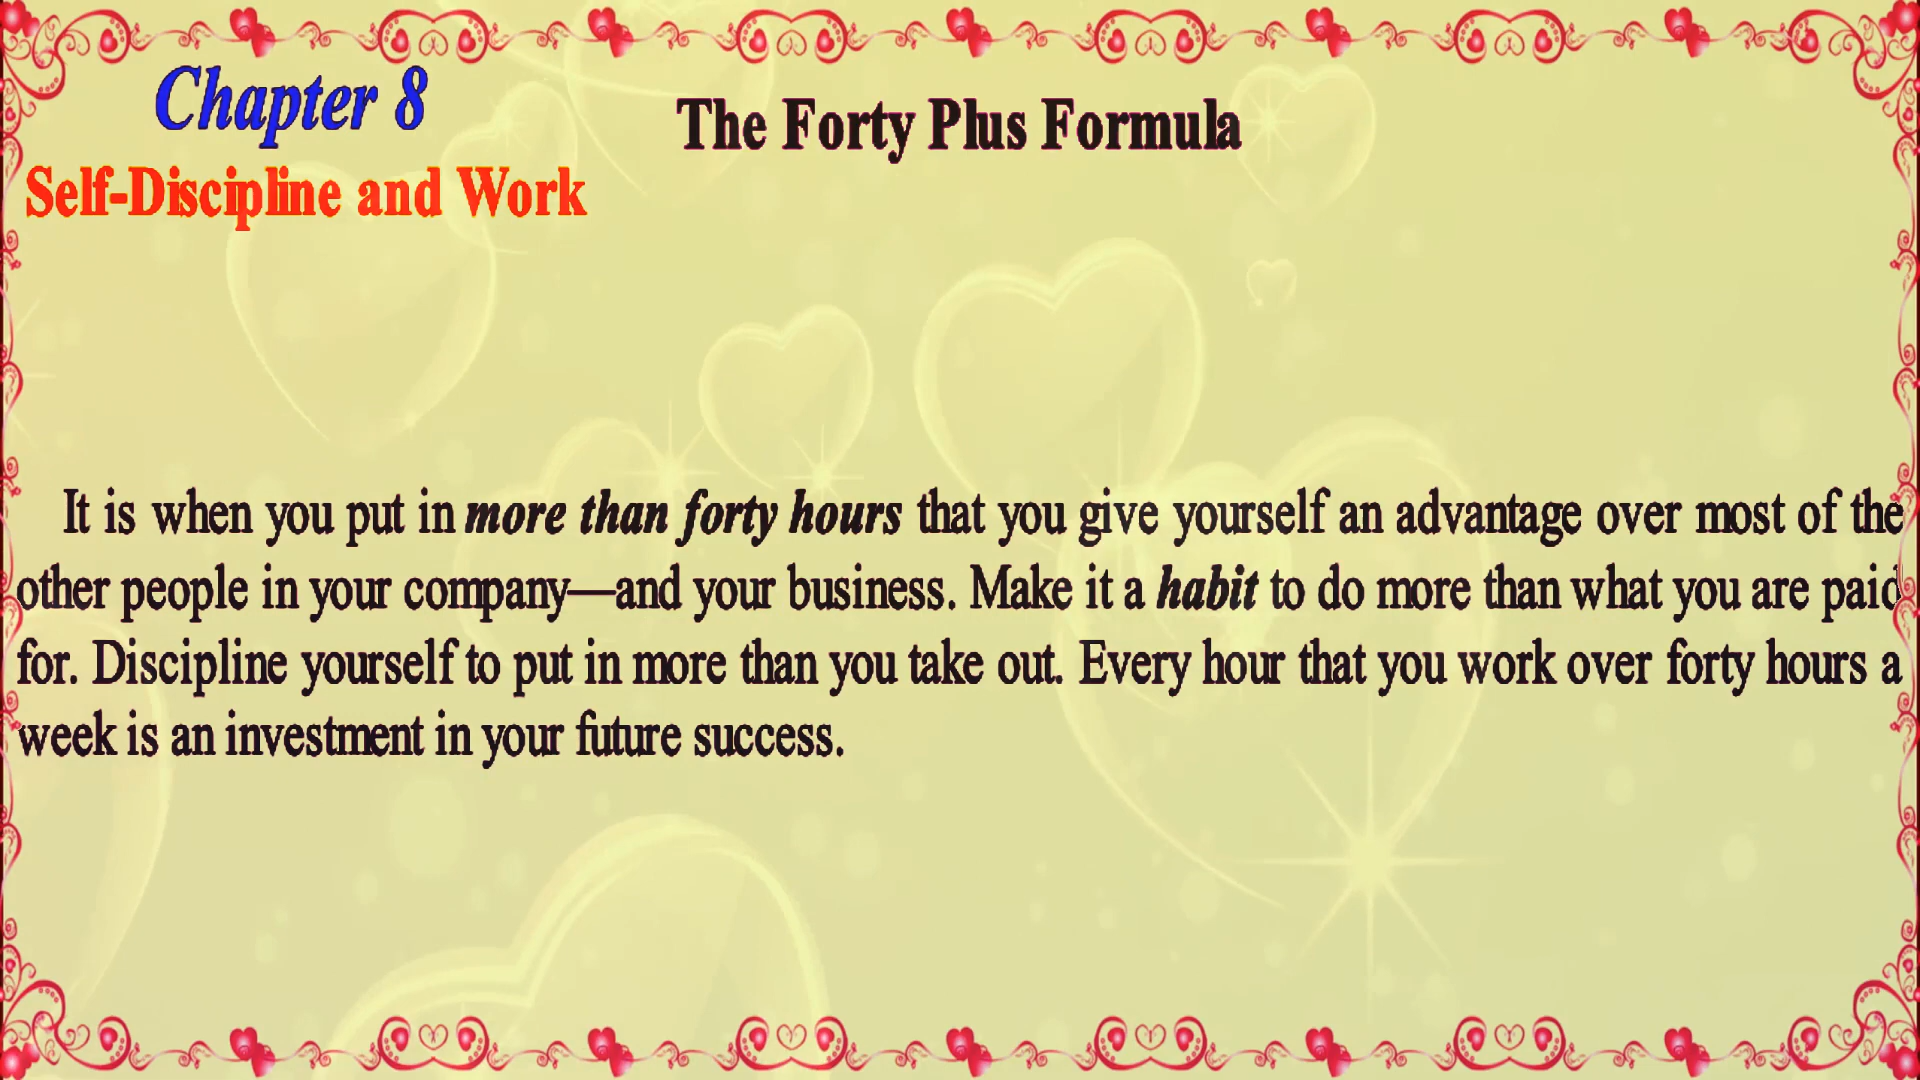 Chapter 8
The Forty Plus Formula
Self-Discipline and Work
It is when you put in more than forty hours that you give yourself an advantage over most of the
other people in your company—and your business. Make it a habit to do more than what you are paid
for. Discipline yourself to put in more than you take out. Every hour that you work over forty hours a
week is an investment in your future success.